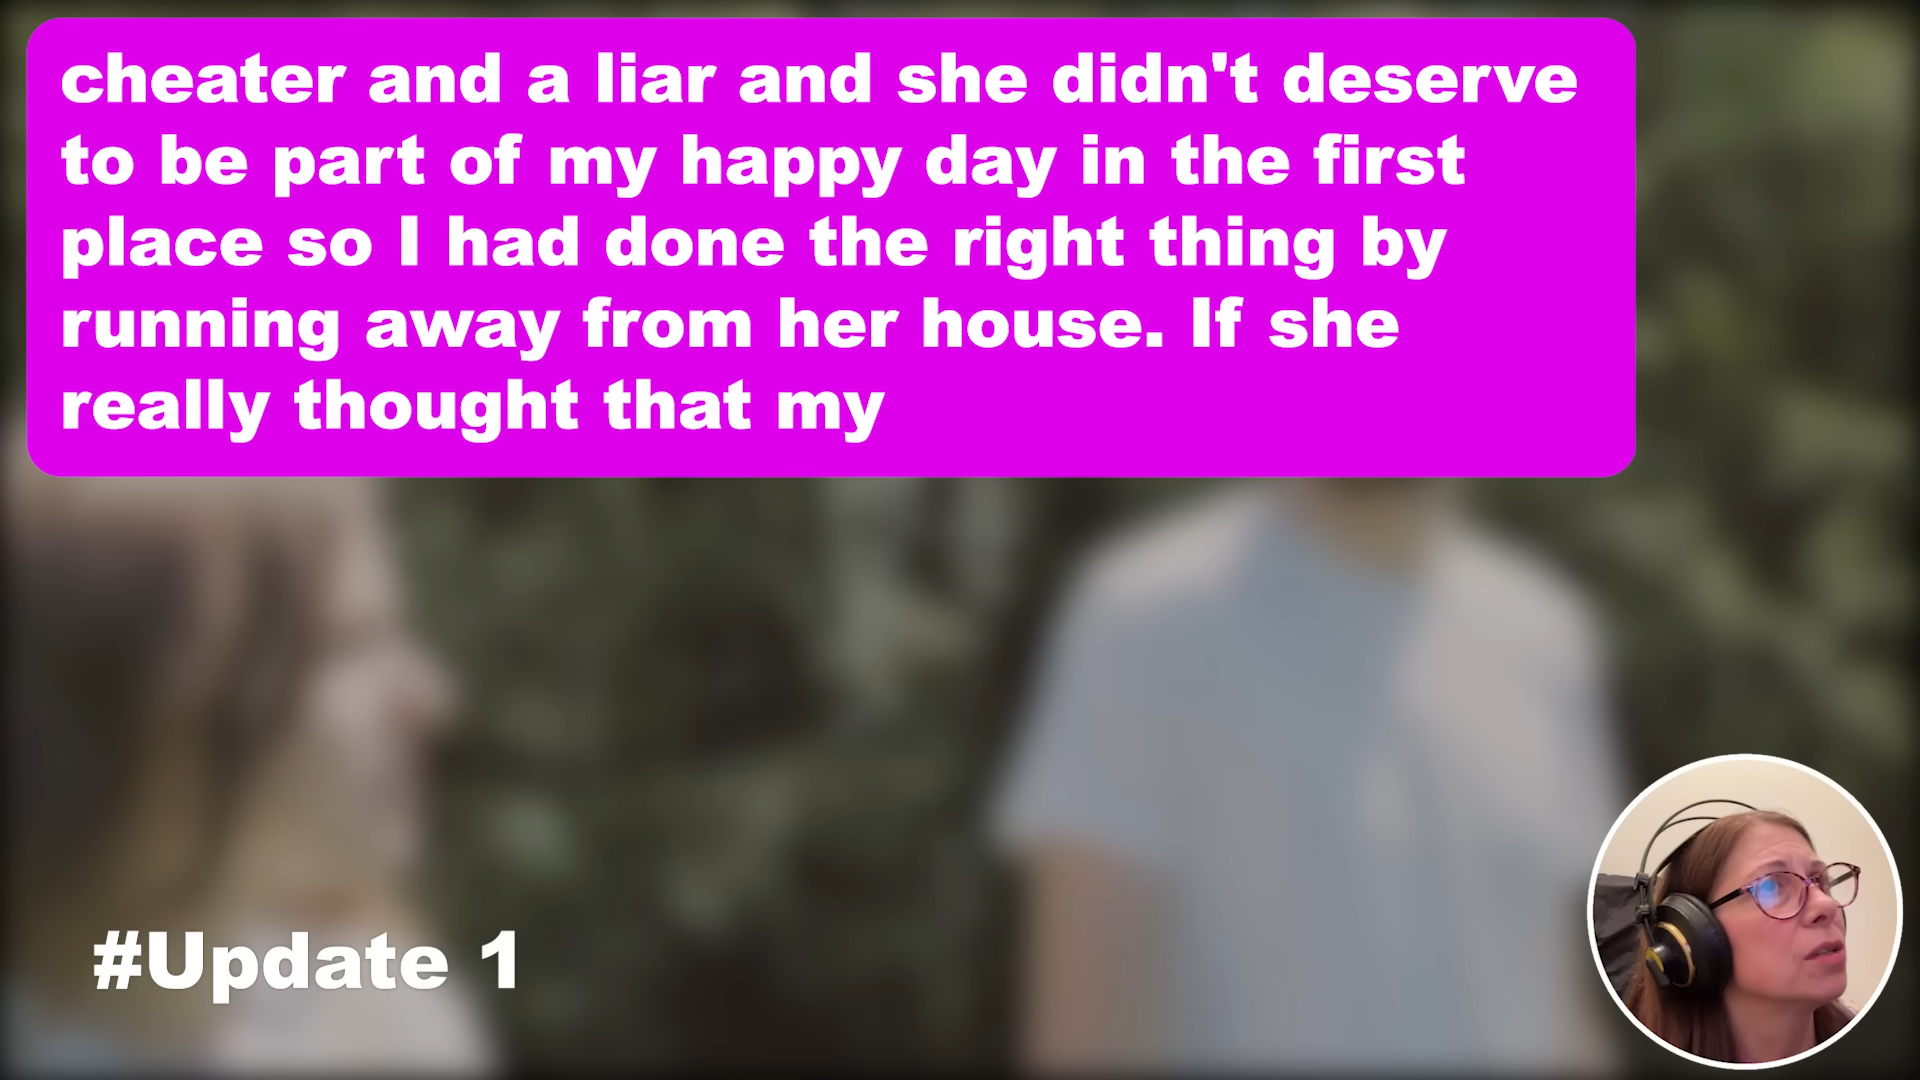 cheater and a liar and she didn't deserve
to be part of my happy day in the first
place so I had done the right thing by
running away from her house. If she
really thought that my
#Update 1